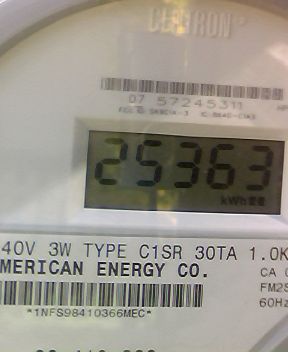 CENTRON
07 57245311
25363
kWh
40V 3W TYPE C1SR 30TA 1.0K
MERICAN ENERGY CO.
CA
FM2S
60Hz
*1NFS98410366MEC*